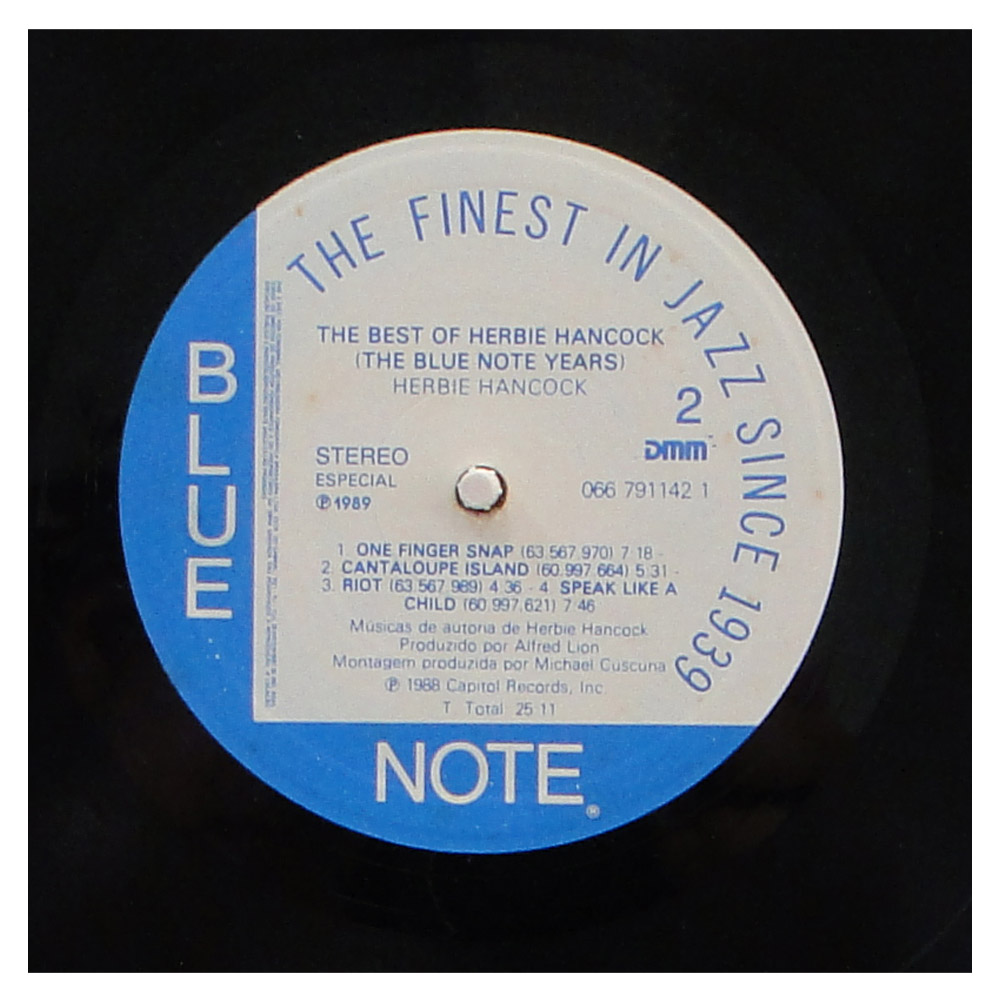 THE FINEST IN JAZZ SINCE 1939
THE BEST OF HERBIE HANCOCK
(THE BLUE NOTE YEARS)
HERBIE HANCOCK
2
DMM
STEREO
ESPECIAL
℗ 1989
066 791142 1
1. ONE FINGER SNAP (63.567.970) 7 18 -
2. CANTALOUPE ISLAND (60.997.664) 5 31 -
3. RIOT (63.567.989) 4 36 - 4 SPEAK LIKE A
CHILD (60.997.621) 7 46
Músicas de autoria de Herbie Hancock
Produzido por Alfred Lion
Montagem produzida por Michael Cuscuna
℗ 1988 Capitol Records, Inc
T. Total 25 11
BLUE
NOTE®